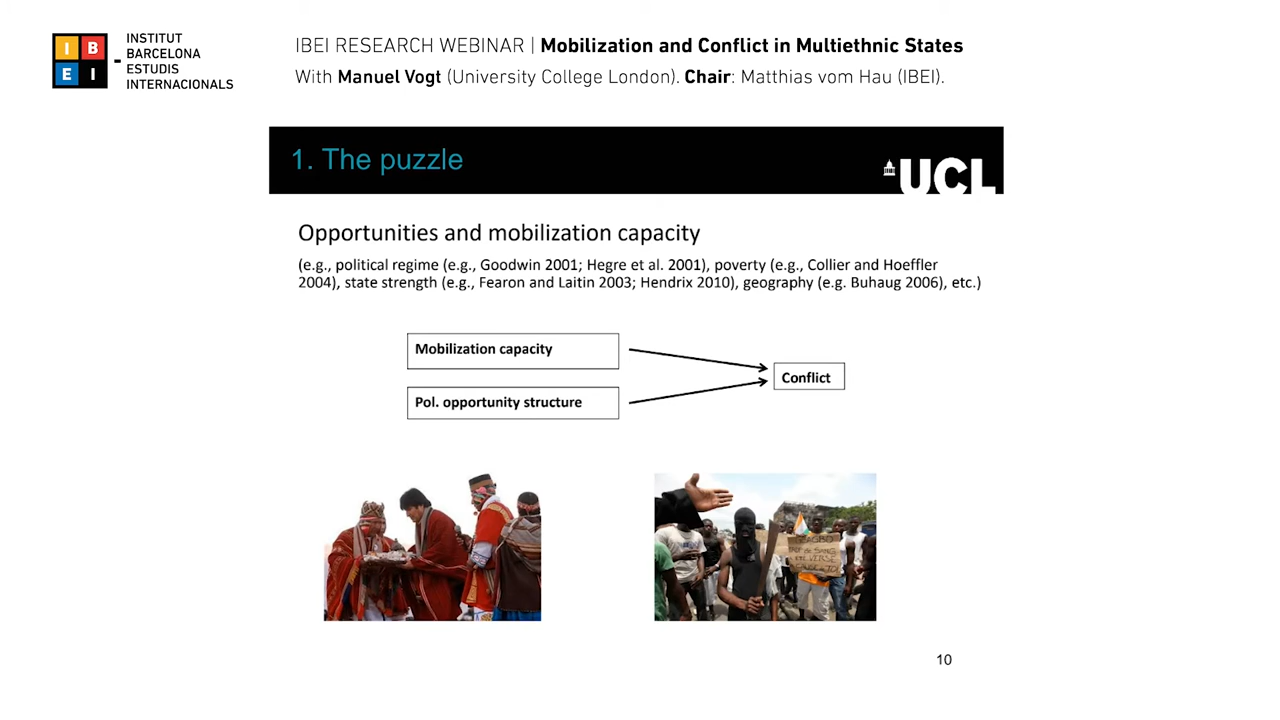 I B
E I
INSTITUT
BARCELONA
ESTUDIS
INTERNACIONALS
IBEI RESEARCH WEBINAR | Mobilization and Conflict in Multiethnic States
With Manuel Vogt (University College London). Chair: Matthias vom Hau (IBEI).
1. The puzzle
UCL
Opportunities and mobilization capacity
(e.g., political regime (e.g., Goodwin 2001; Hegre et al. 2001), poverty (e.g., Collier and Hoeffler
2004), state strength (e.g., Fearon and Laitin 2003; Hendrix 2010), geography (e.g. Buhaug 2006), etc.)
Mobilization capacity
Conflict
Pol. opportunity structure
DE SANG
VERSE
10